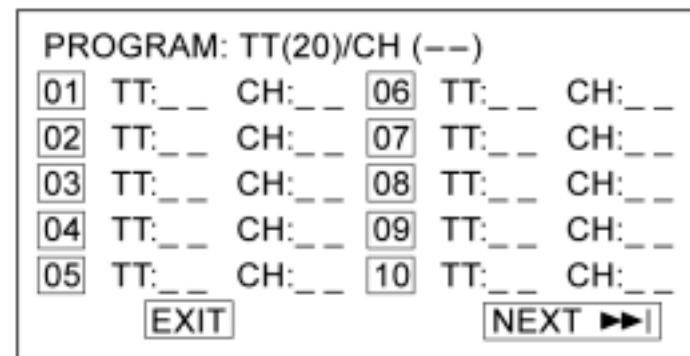 PROGRAM: TT(20)/CH (––)
01 TT:_ _ CH:_ _ 06 TT:_ _ CH:_ _
02 TT:_ _ CH:_ _ 07 TT:_ _ CH:_ _
03 TT:_ _ CH:_ _ 08 TT:_ _ CH:_ _
04 TT:_ _ CH:_ _ 09 TT:_ _ CH:_ _
05 TT:_ _ CH:_ _ 10 TT:_ _ CH:_ _
EXIT NEXT ▶▶|